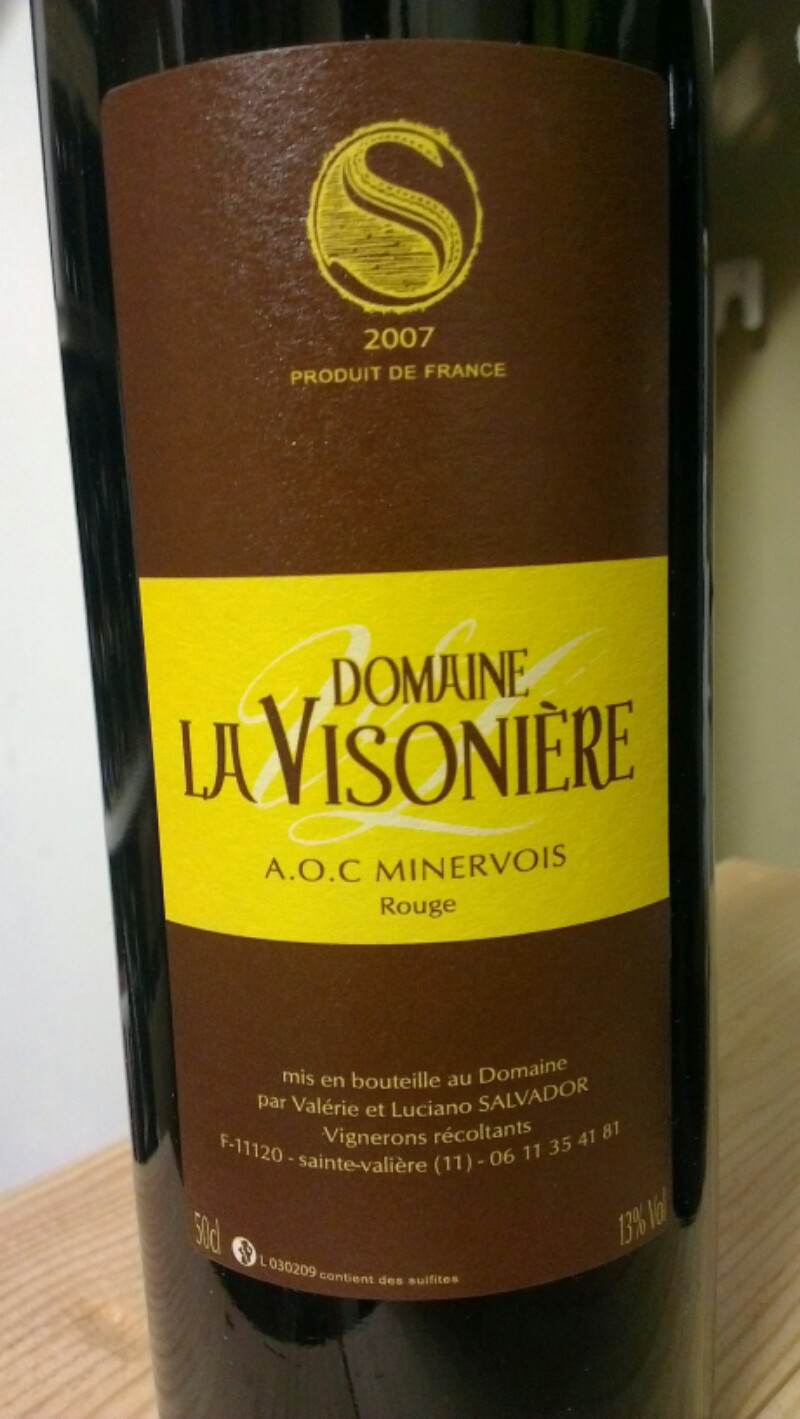 S
2007
PRODUIT DE FRANCE
DOMAINE
LA VISONIÈRE
A.O.C MINERVOIS
Rouge
mis en bouteille au Domaine
par Valérie et Luciano SALVADOR
Vignerons récoltants
F-11120 - sainte-valière (11) - 06 11 35 41 81
50cl L 030209 contient des sulfites 13% Vol